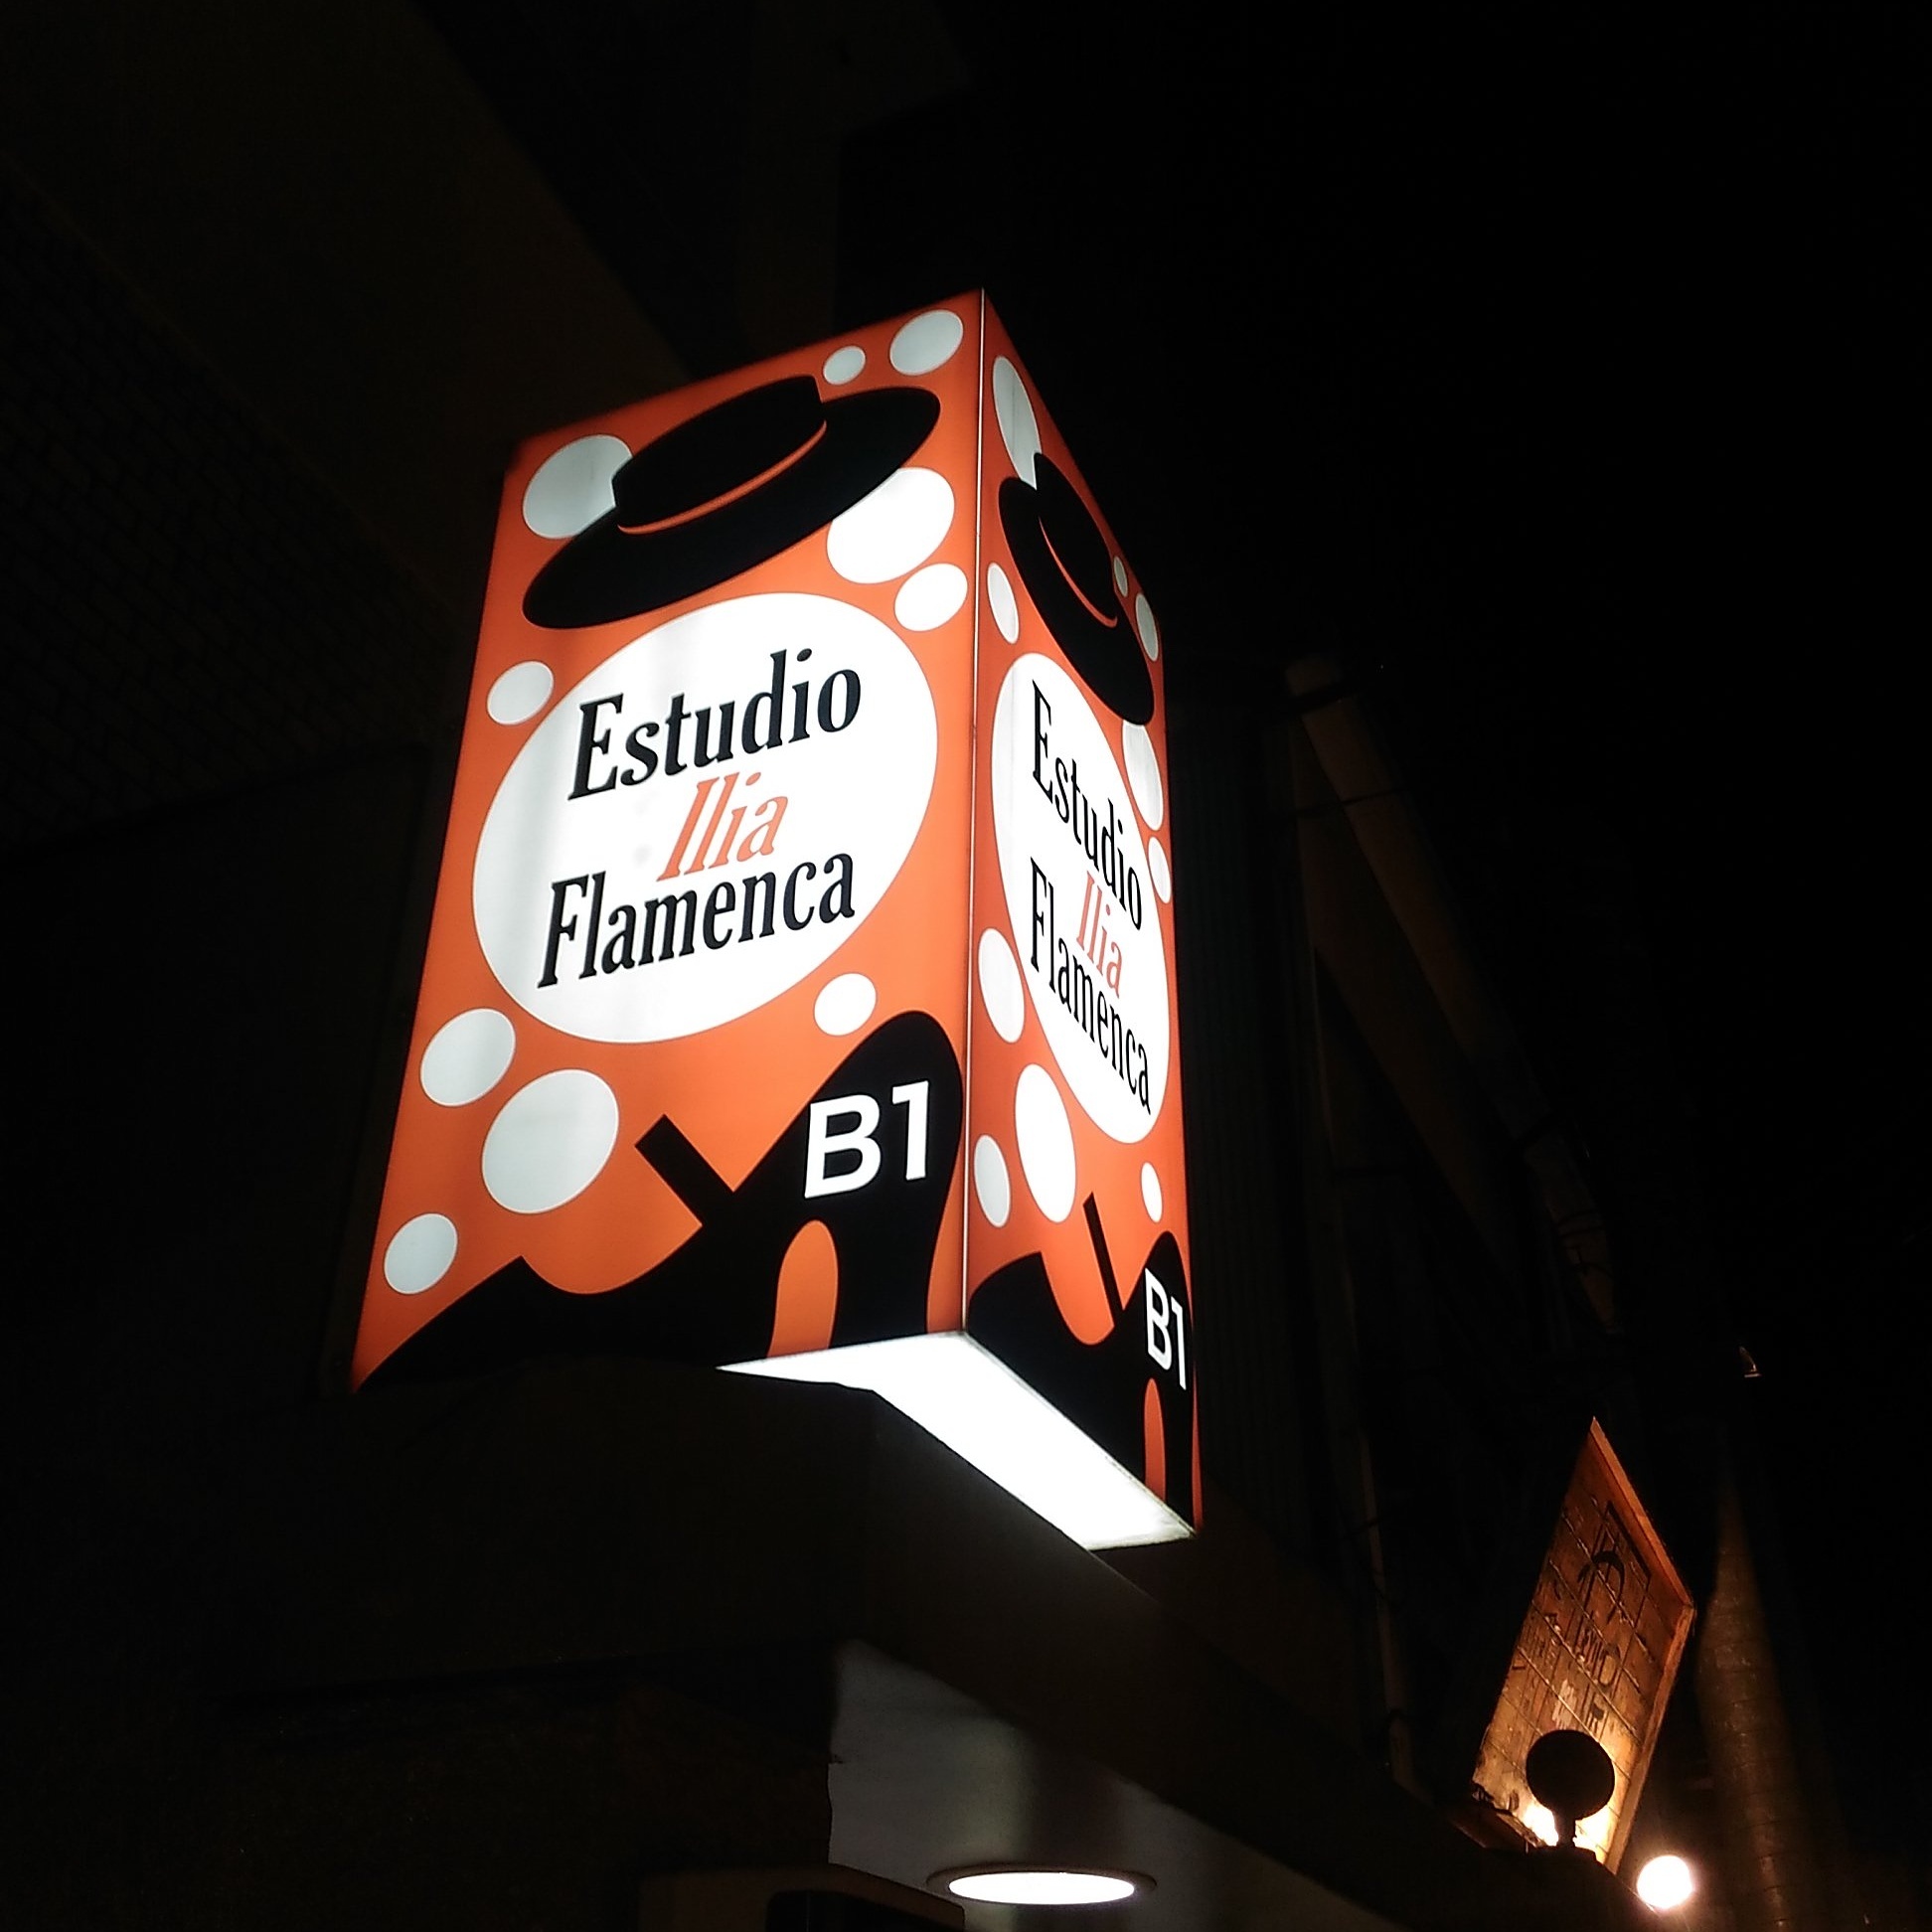 Estudio
Ilia
Flamenca
B1
Estudio
Ilia
Flamenca
B1